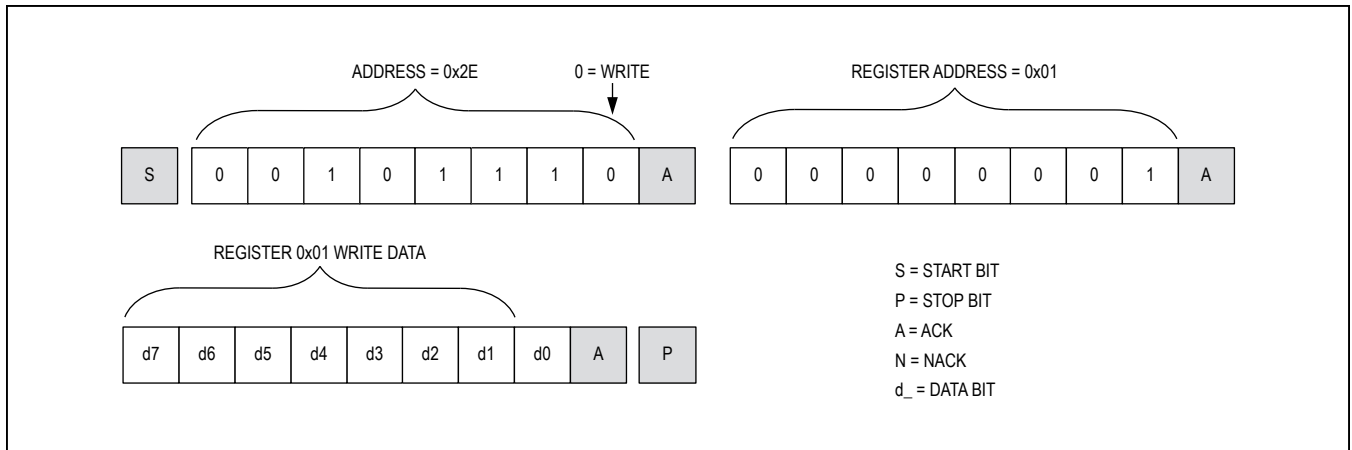 ADDRESS = 0x2E 0 = WRITE REGISTER ADDRESS = 0x01
S 0 0 1 0 1 1 1 0 A 0 0 0 0 0 0 0 1 A
REGISTER 0x01 WRITE DATA
d7 d6 d5 d4 d3 d2 d1 d0 A P
S = START BIT
P = STOP BIT
A = ACK
N = NACK
d_ = DATA BIT